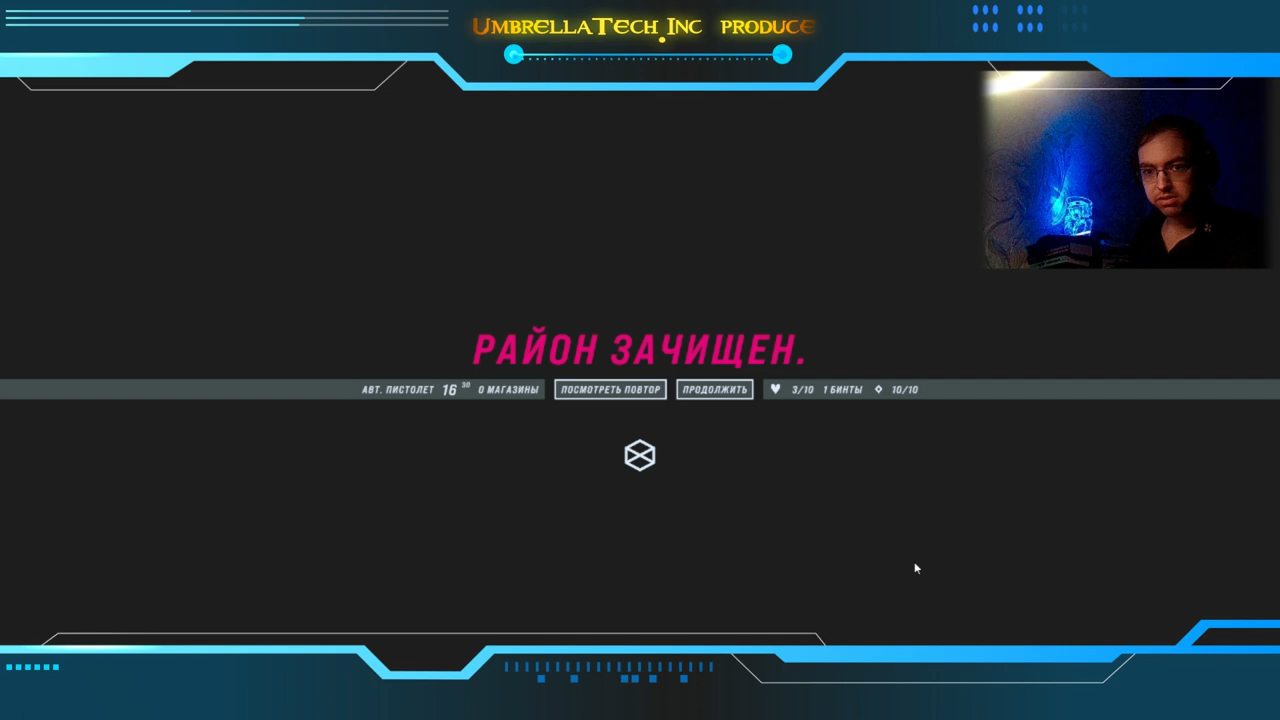 UmbrellaTech.Inc produce
РАЙОН ЗАЧИЩЕН.
АВТ. ПИСТОЛЕТ 16 30 0 МАГАЗИНЫ ПОСМОТРЕТЬ ПОВТОР ПРОДОЛЖИТЬ 3/10 1 БИНТЫ 10/10